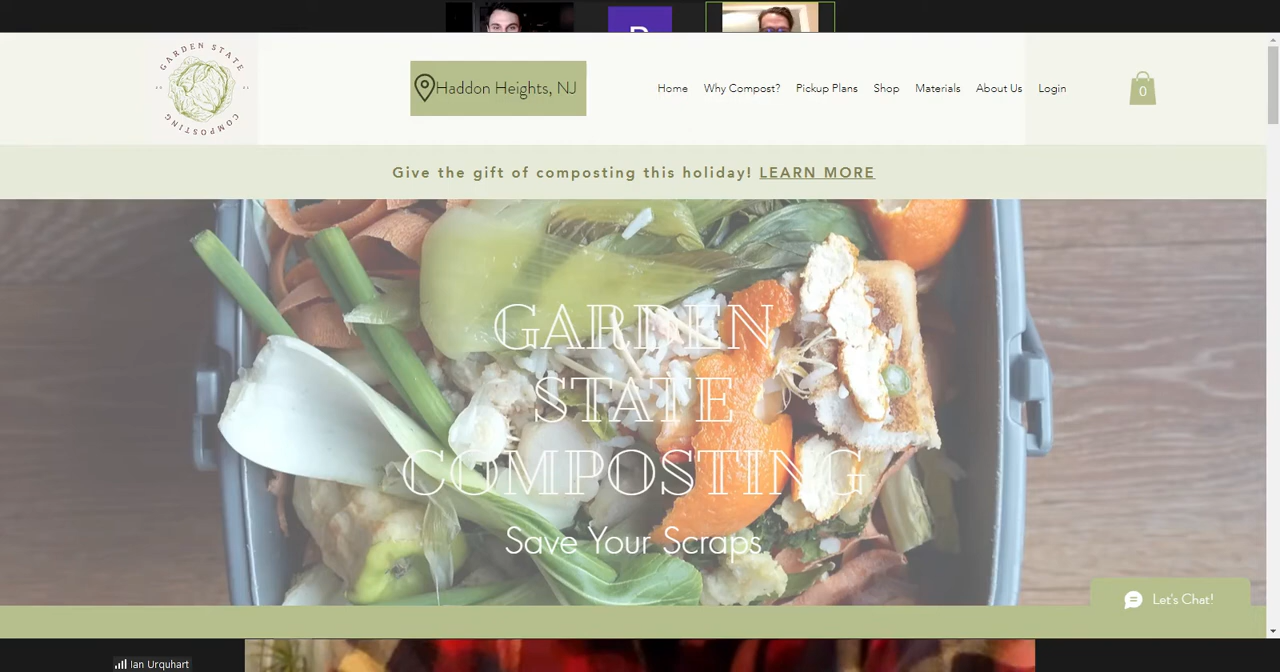 GARDEN STATE
COMPOSTING
Haddon Heights, NJ
Home Why Compost? Pickup Plans Shop Materials About Us Login
0
Give the gift of composting this holiday! LEARN MORE
GARDEN
STATE
COMPOSTING
Save Your Scraps
Let's Chat!
Ian Urquhart